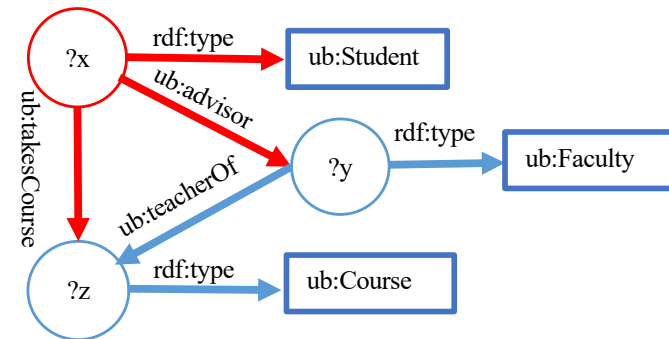 rdf:type
?x
ub:Student
ub:advisor
ub:takesCourse
rdf:type
?y
ub:Faculty
ub:teacherOf
rdf:type
?z
ub:Course